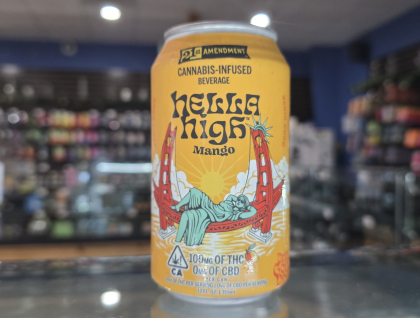 21st AMENDMENT
CANNABIS-INFUSED
BEVERAGE
HELLA
HIGH
Mango
100MG OF THC
0MG OF CBD
CA